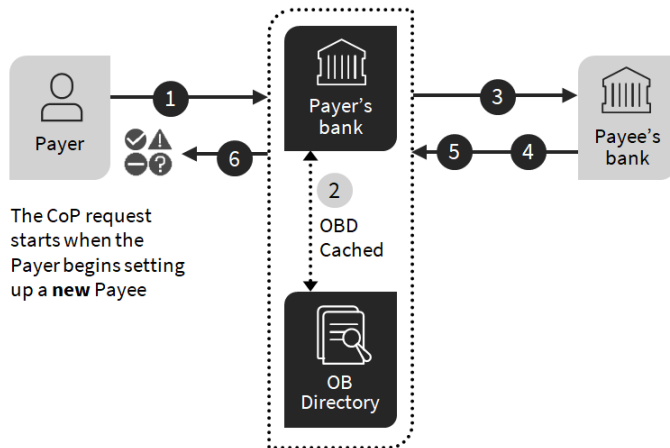 Payer
1
Payer's
bank
3
Payee's
bank
6
5
4
2
OBD
Cached
The CoP request
starts when the
Payer begins setting
up a new Payee
OB
Directory